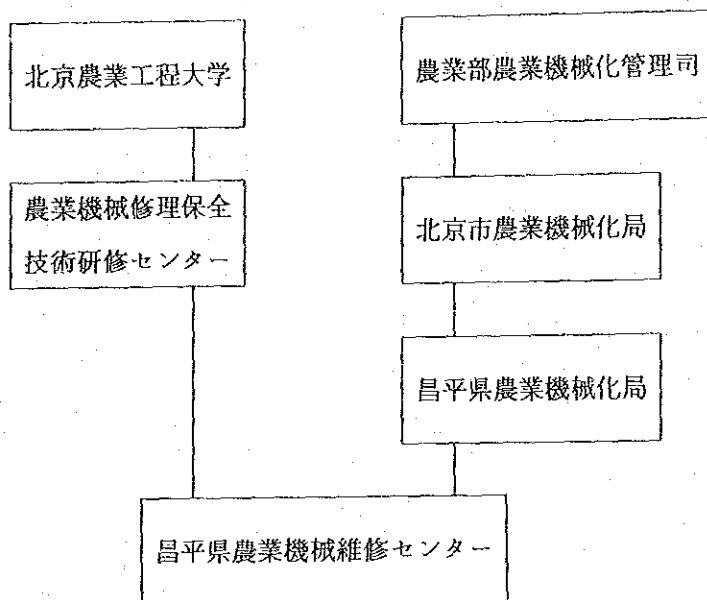 北京農業工程大学
農業機械修理保全
技術研修センター
農業部農業機械化管理司
北京市農業機械化局
昌平県農業機械化局
昌平県農業機械維修センター